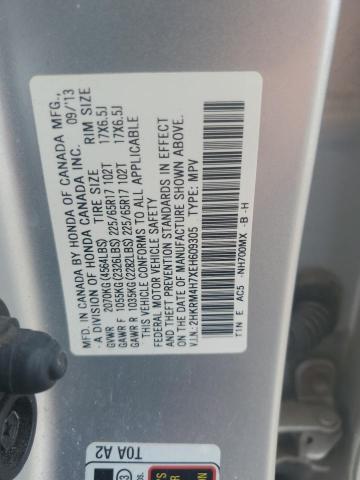 MFD. IN CANADA BY HONDA OF CANADA MFG.,
- A DIVISION OF HONDA CANADA INC. 09/'13
TIRE SIZE RIM SIZE
GVWR 2070KG(4564LBS)
GAWR F 1055KG(2326LBS) 225/65R17 102T 17X6.5J
GAWR R 1035KG(2282LBS) 225/65R17 102T 17X6.5J
THIS VEHICLE CONFORMS TO ALL APPLICABLE
FEDERAL MOTOR VEHICLE SAFETY
AND THEFT PREVENTION STANDARDS IN EFFECT
ON THE DATE OF MANUFACTURE SHOWN ABOVE.
V.I.N.: 2HKRM4H7XEH609305 TYPE: MPV
T1N E AC5 -NH700MX -B -H
T0A A2